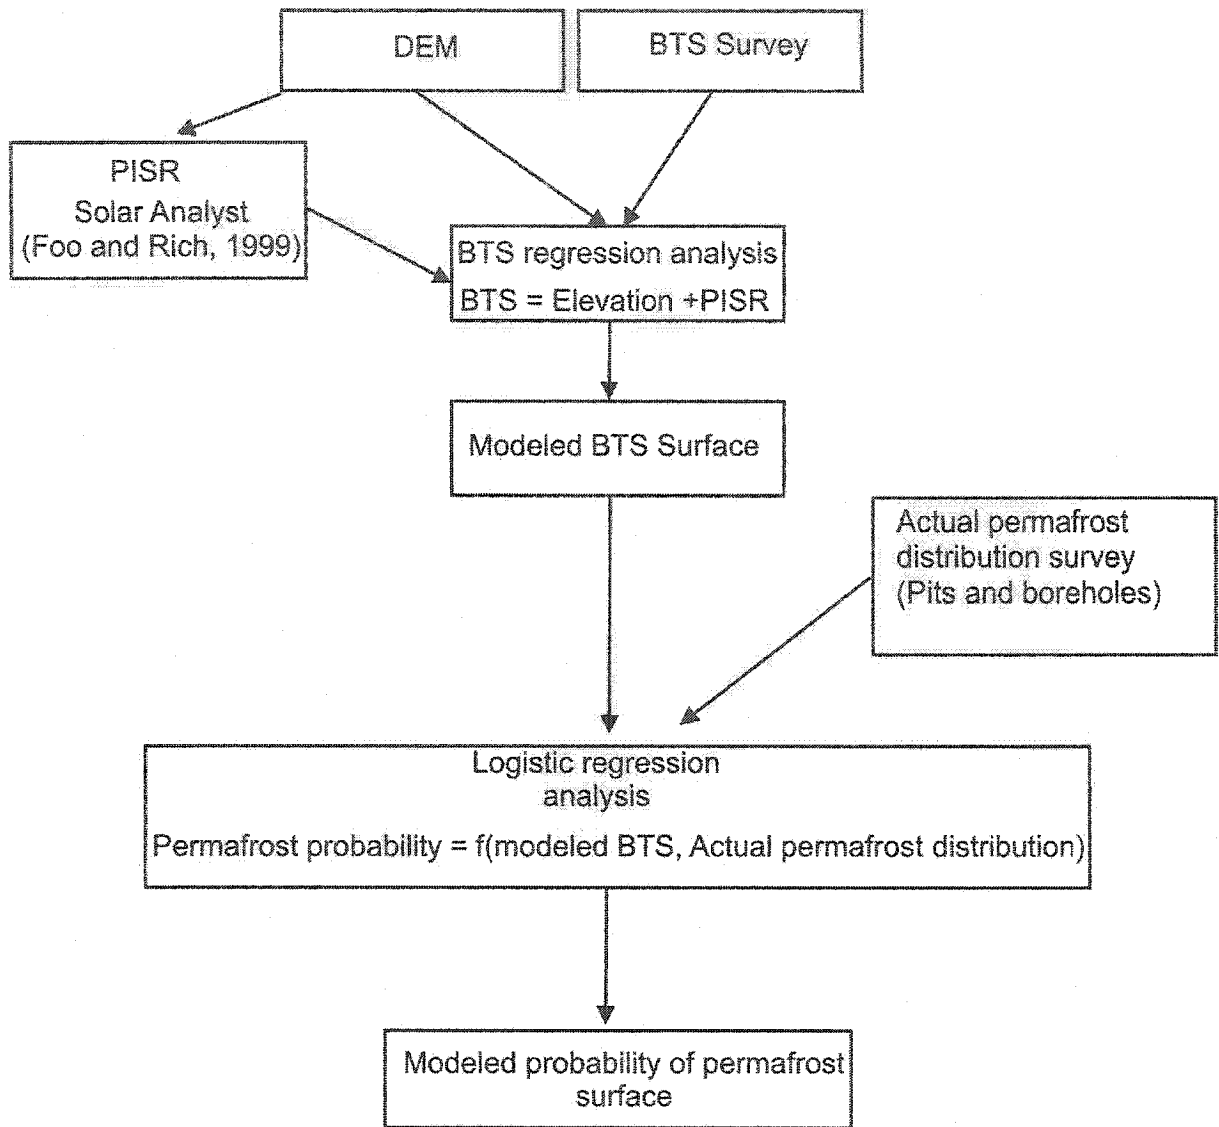 DEM
BTS Survey
PISR
Solar Analyst
(Foo and Rich, 1999)
BTS regression analysis
BTS = Elevation +PISR
Modeled BTS Surface
Actual permafrost
distribution survey
(Pits and boreholes)
Logistic regression
analysis
Permafrost probability = f(modeled BTS, Actual permafrost distribution)
Modeled probability of permafrost
surface